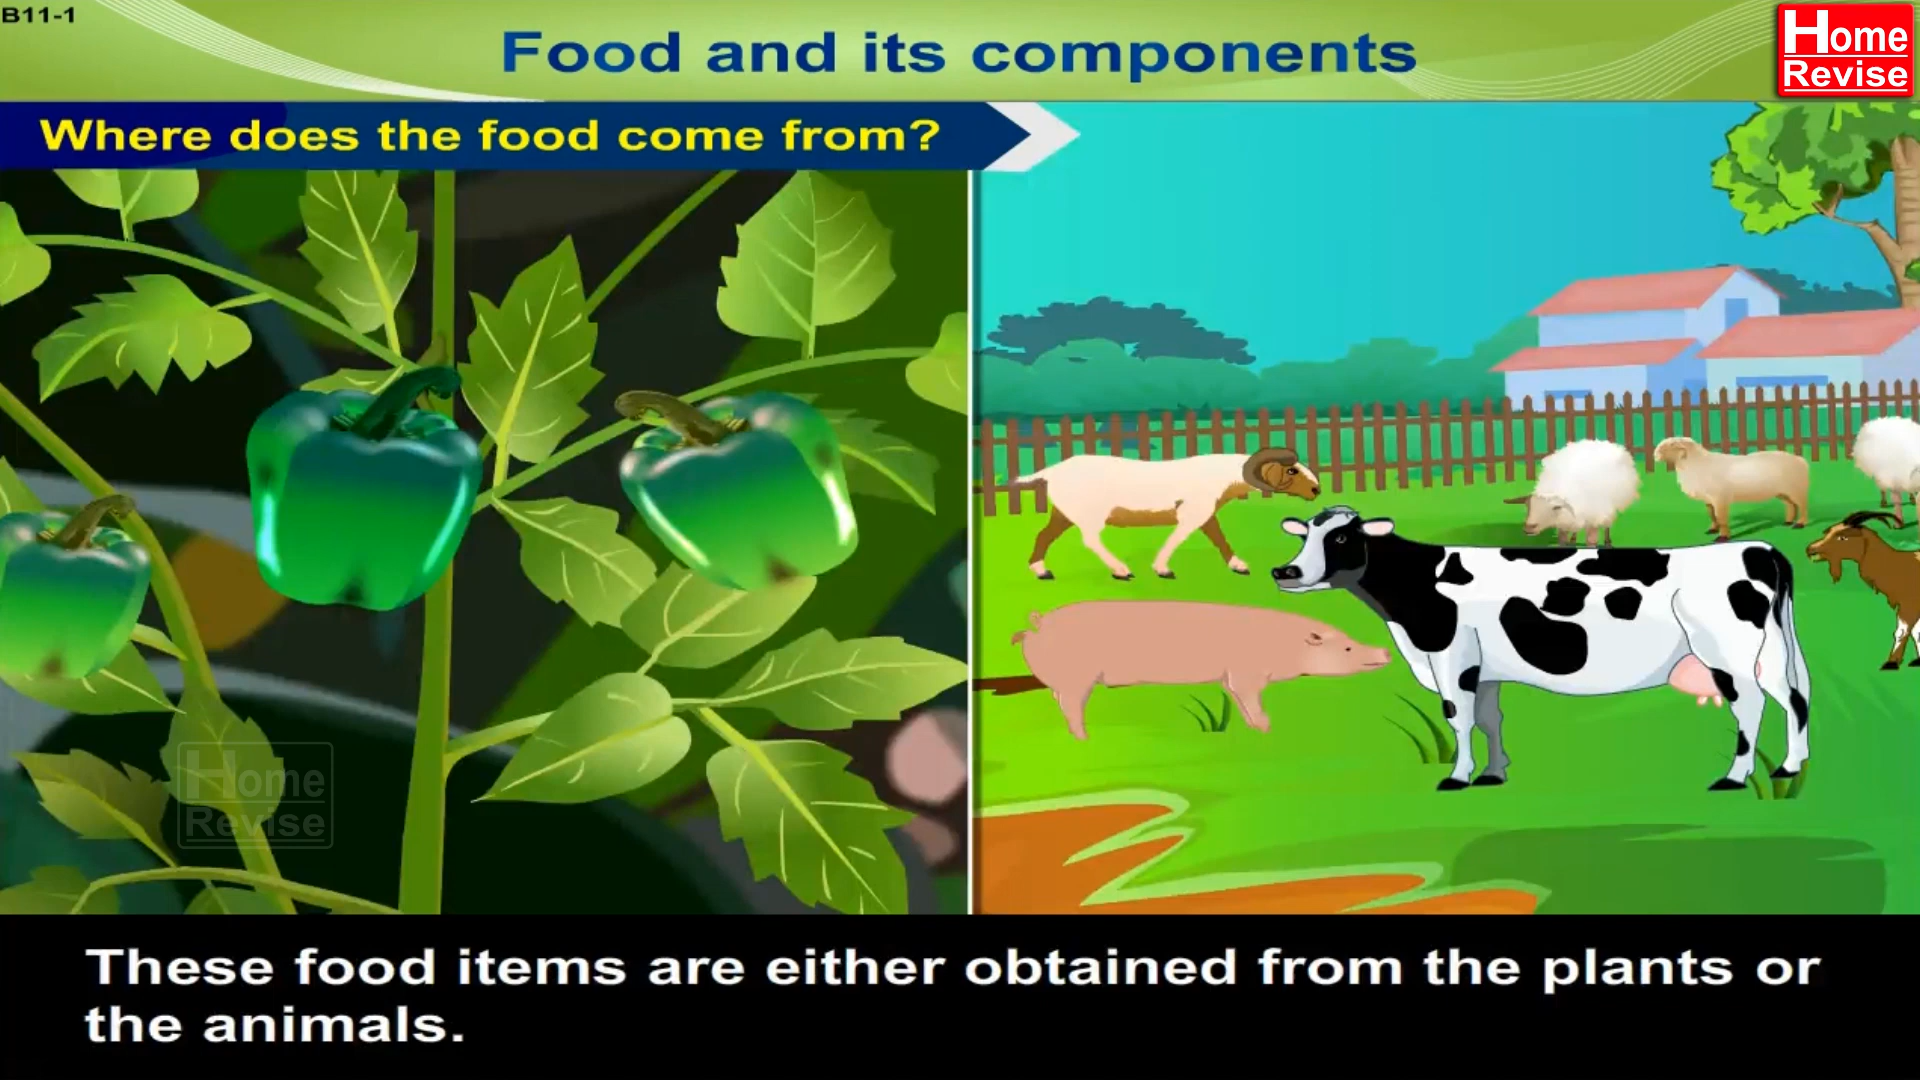 B11-1
Food and its components
Home
Revise
Where does the food come from?
Home
Revise
These food items are either obtained from the plants or
the animals.